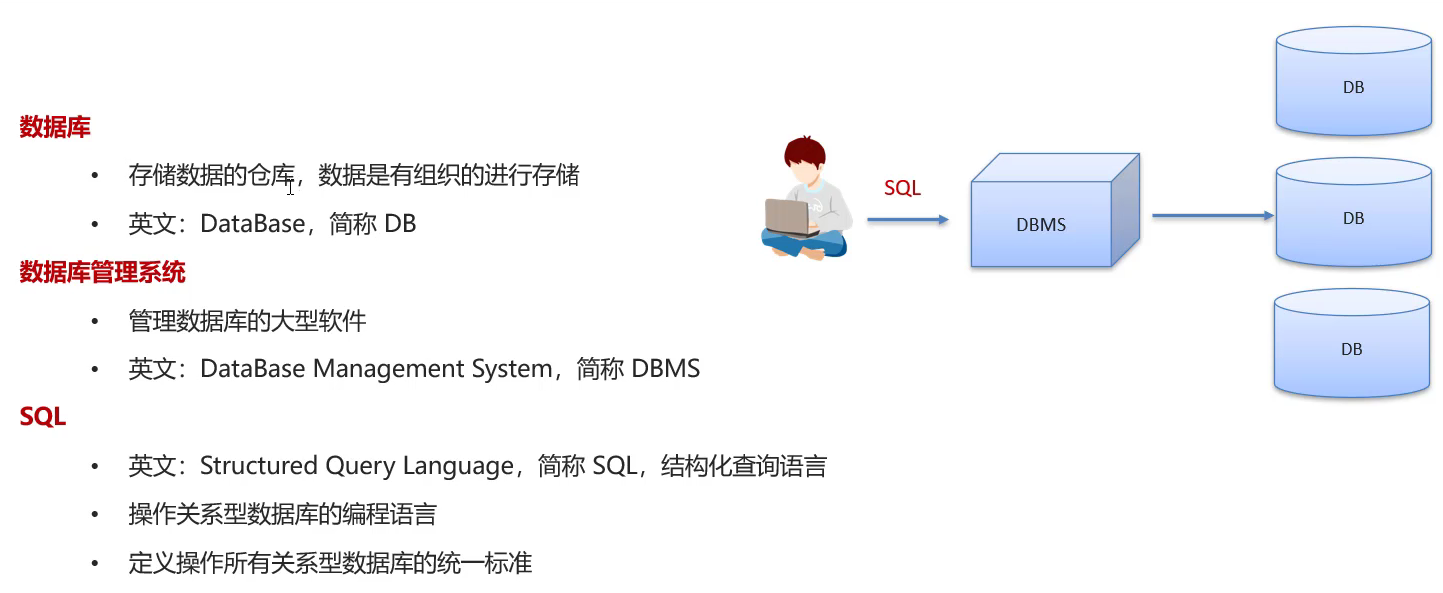 数据库
• 存储数据的仓库，数据是有组织的进行存储
• 英文：DataBase，简称 DB
数据库管理系统
• 管理数据库的大型软件
• 英文：DataBase Management System，简称 DBMS
SQL
• 英文：Structured Query Language，简称 SQL，结构化查询语言
• 操作关系型数据库的编程语言
• 定义操作所有关系型数据库的统一标准
SQL
DBMS
DB
DB
DB